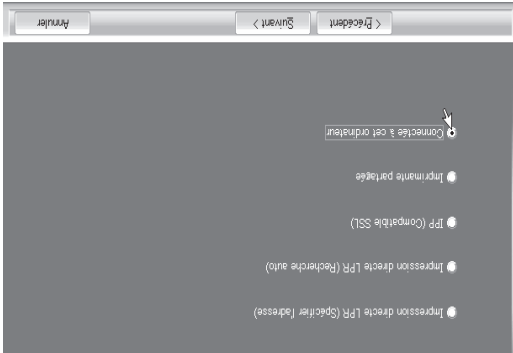 Impression directe LPR (Spécifier l'adresse)
Impression directe LPR (Recherche auto)
IPP (Compatible SSL)
Imprimante partagée
Connectée à cet ordinateur
< Précédent
Suivant >
Annuler